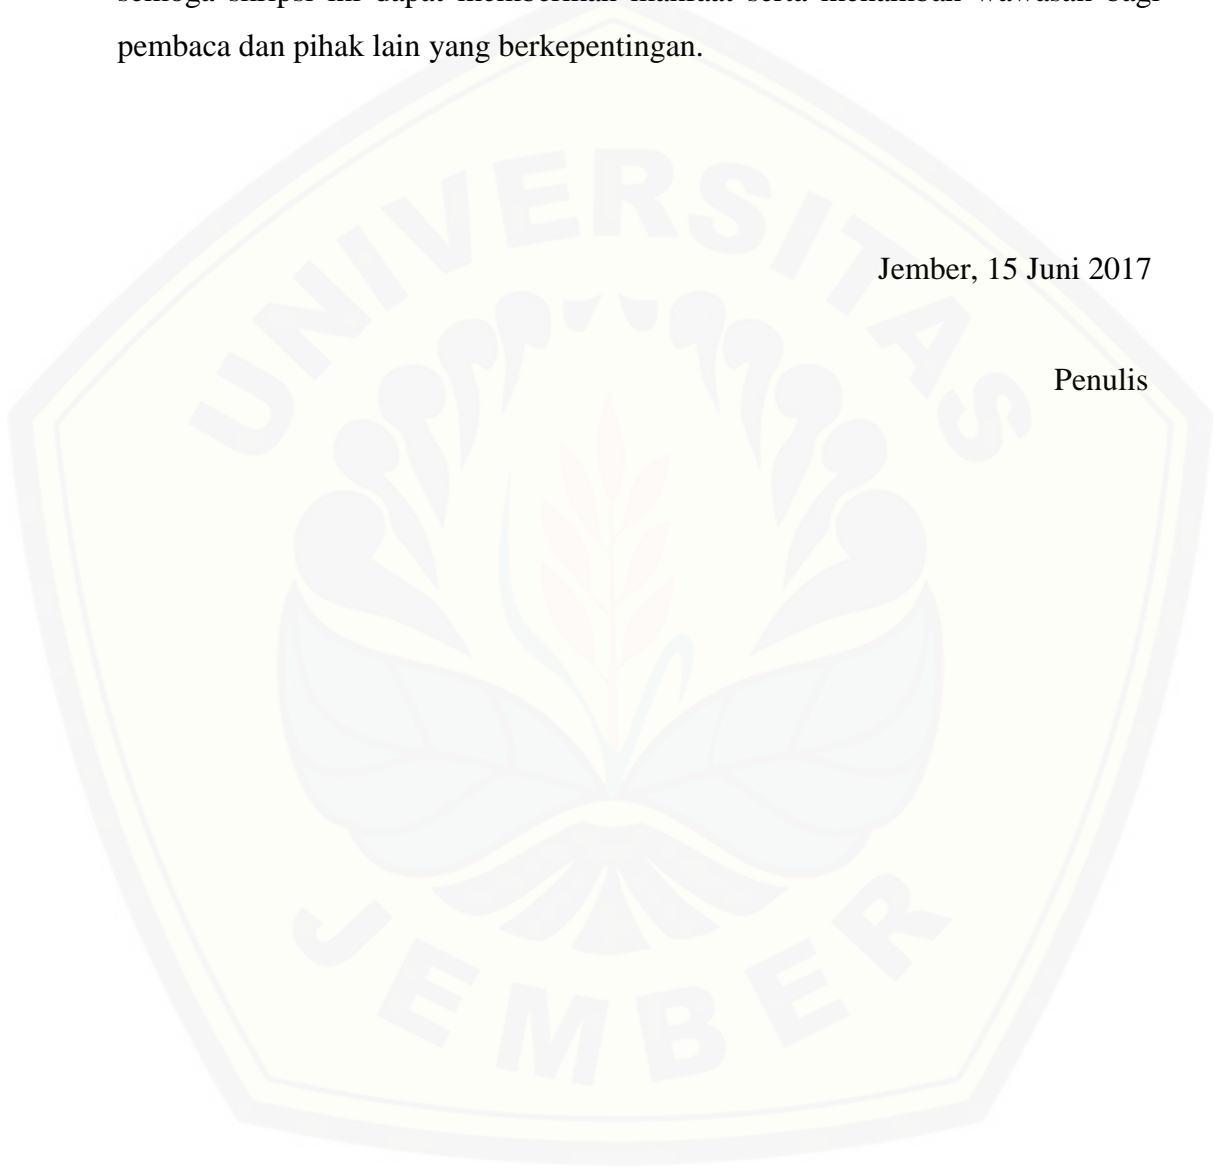 semoga skripsi ini dapat memberikan manfaat serta menambah wawasan bagi
pembaca dan pihak lain yang berkepentingan.
UNIVERSITAS
Jember, 15 Juni 2017
Penulis
JEMBER